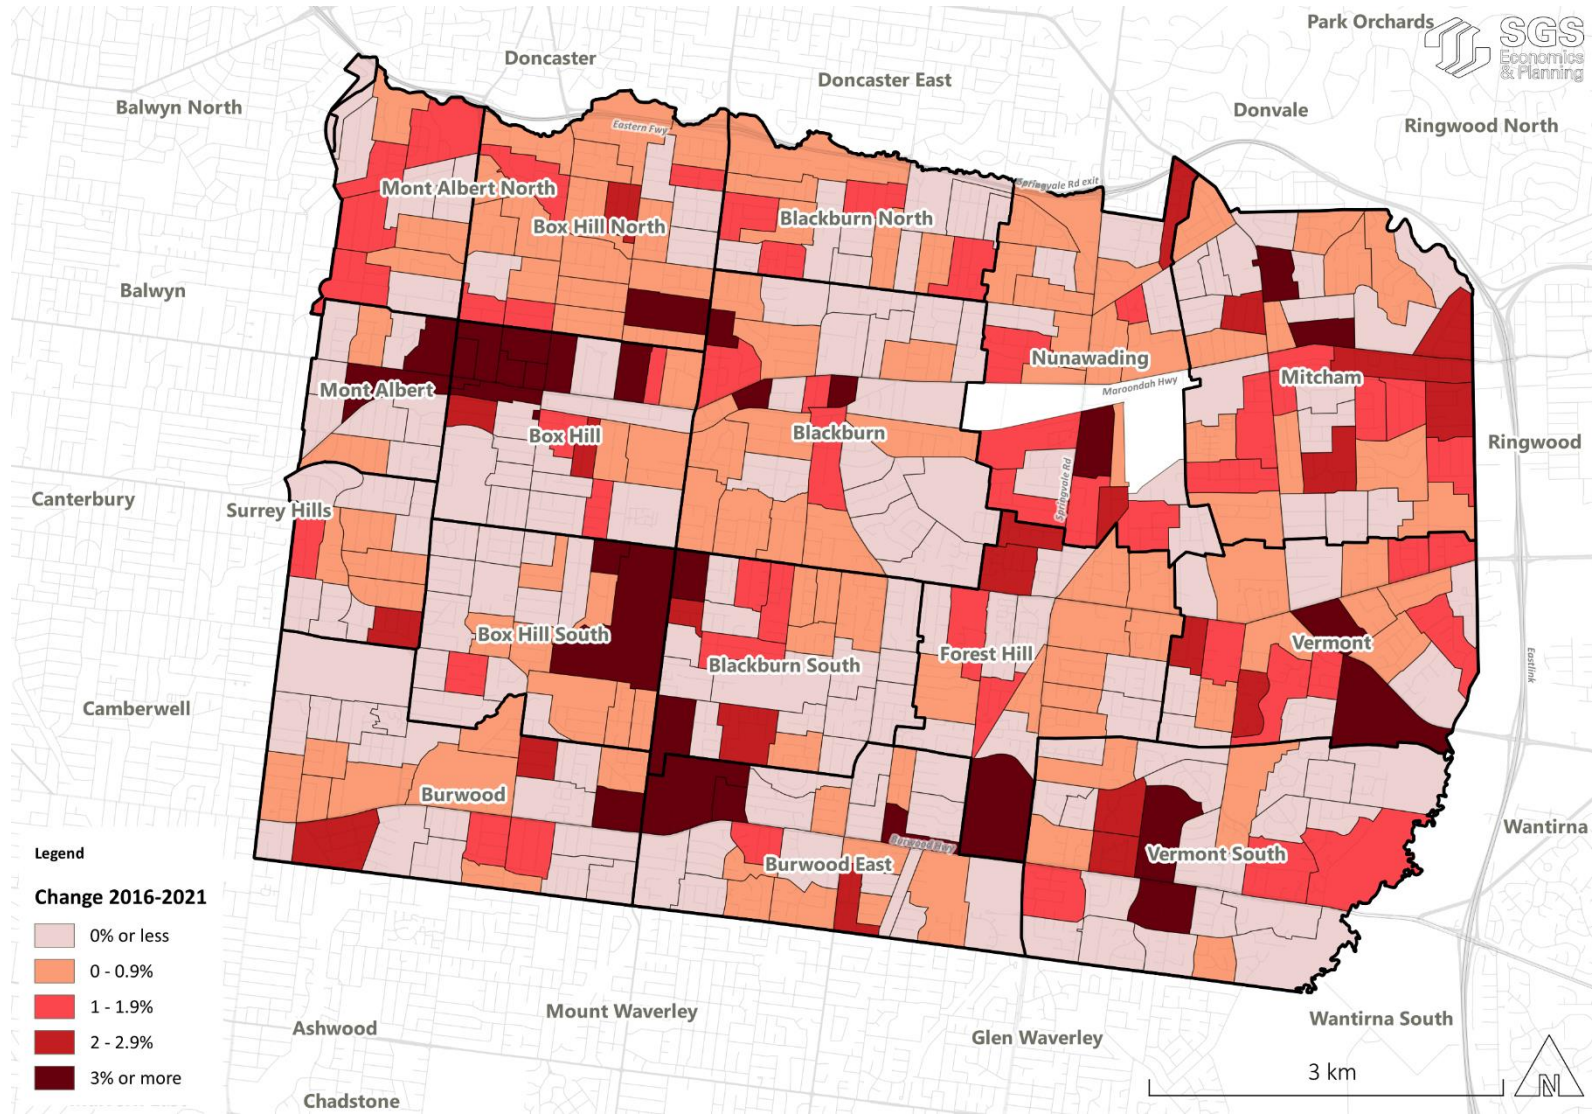 Park Orchards
SGS
Economics
& Planning
Doncaster
Doncaster East
Balwyn North
Donvale
Ringwood North
Eastern Fwy
Springvale Rd exit
Mont Albert North
Box Hill North
Blackburn North
Balwyn
Nunawading
Mitcham
Maroondah Hwy
Mont Albert
Box Hill
Blackburn
Ringwood
Canterbury
Surrey Hills
Springvale Rd
Box Hill South
Blackburn South
Forest Hill
Vermont
Eastlink
Camberwell
Burwood
Wantirna
Burwood Hwy
Vermont South
Burwood East
Legend
Change 2016-2021
0% or less
0 - 0.9%
1 - 1.9%
2 - 2.9%
3% or more
Mount Waverley
Ashwood
Glen Waverley
Wantirna South
Chadstone
3 km
N